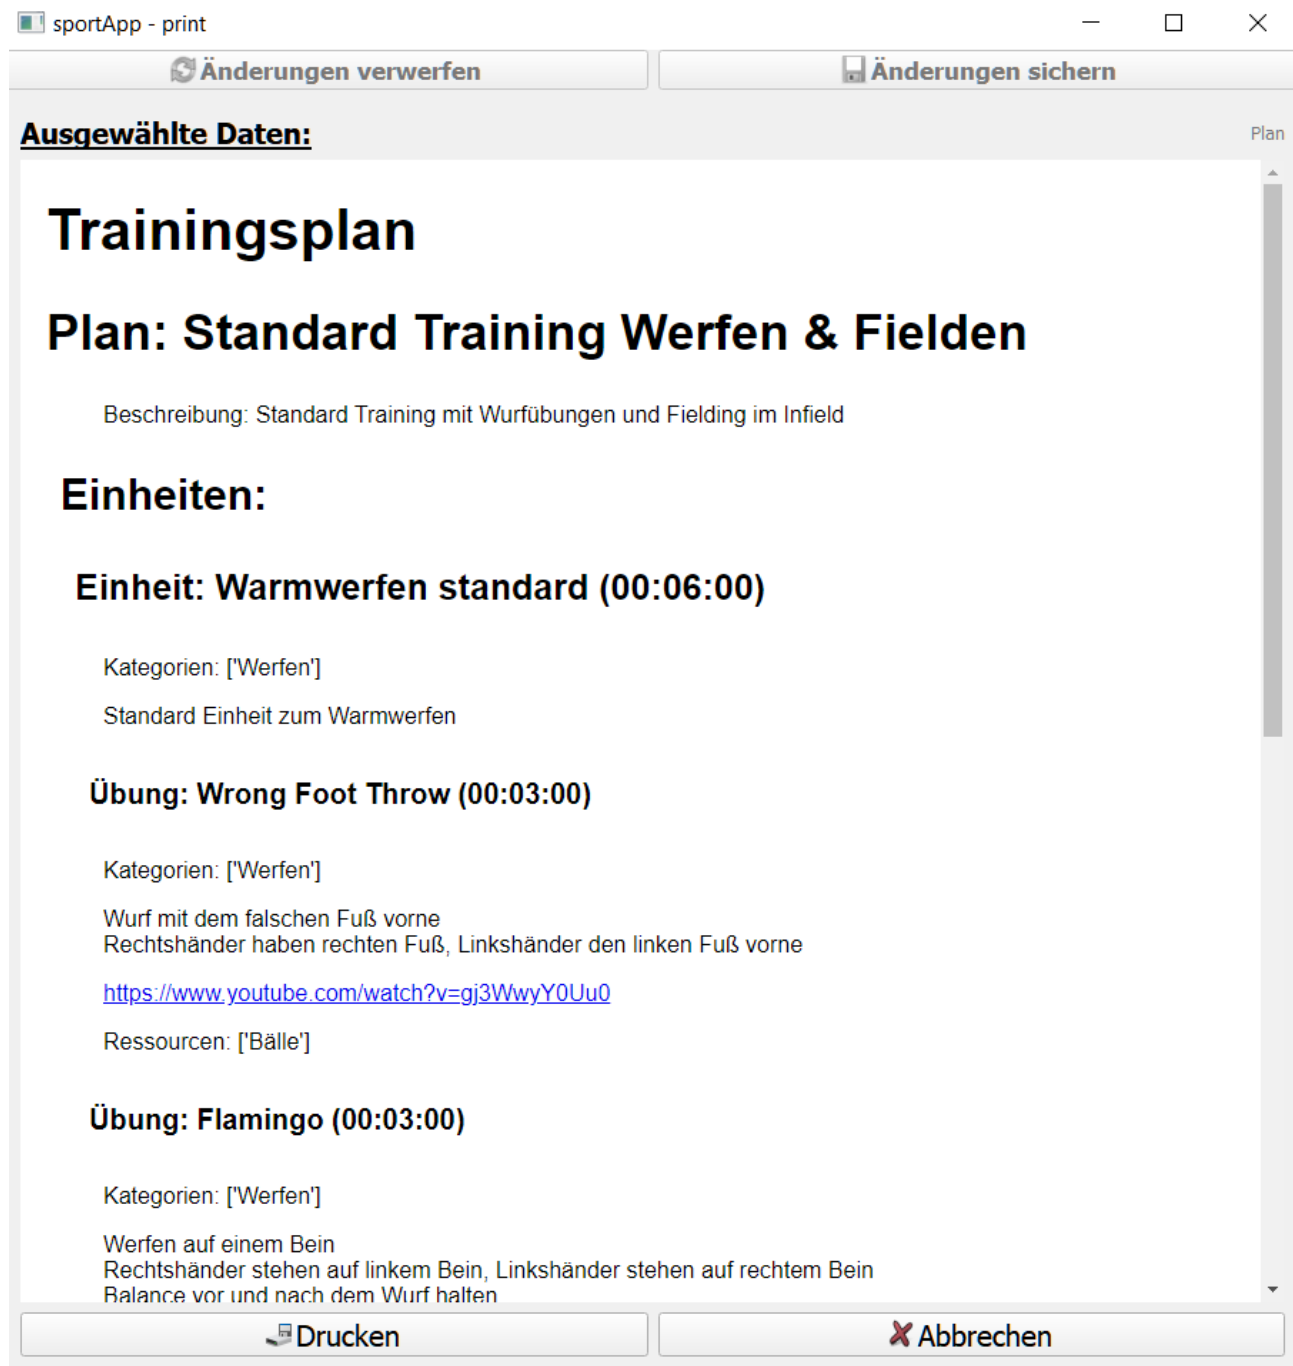 sportApp - print
Änderungen verwerfen
Änderungen sichern
Ausgewählte Daten:
Plan
Trainingsplan
Plan: Standard Training Werfen & Fielden
Beschreibung: Standard Training mit Wurfübungen und Fielding im Infield
Einheiten:
Einheit: Warmwerfen standard (00:06:00)
Kategorien: ['Werfen']
Standard Einheit zum Warmwerfen
Übung: Wrong Foot Throw (00:03:00)
Kategorien: ['Werfen']
Wurf mit dem falschen Fuß vorne
Rechtshänder haben rechten Fuß, Linkshänder den linken Fuß vorne
https://www.youtube.com/watch?v=gj3WwyY0Uu0
Ressourcen: ['Bälle']
Übung: Flamingo (00:03:00)
Kategorien: ['Werfen']
Werfen auf einem Bein
Rechtshänder stehen auf linkem Bein, Linkshänder stehen auf rechtem Bein
Balance vor und nach dem Wurf halten
Drucken
Abbrechen